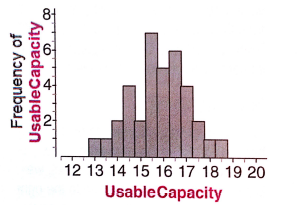 Frequency of
UsableCapacity
8
6
4
2
12 13 14 15 16 17 18 19 20
UsableCapacity